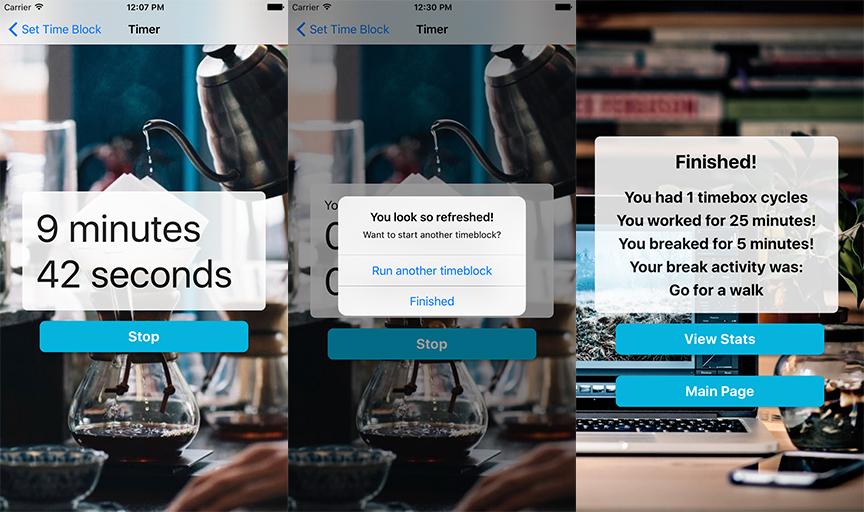 Carrier 12:07 PM
Set Time Block Timer
9 minutes
42 seconds
Stop
Carrier 12:30 PM
Set Time Block Timer
Yo
You look so refreshed!
Want to start another timeblock?
Run another timeblock
Finished
Stop
Finished!
You had 1 timebox cycles
You worked for 25 minutes!
You breaked for 5 minutes!
Your break activity was:
Go for a walk
View Stats
Main Page